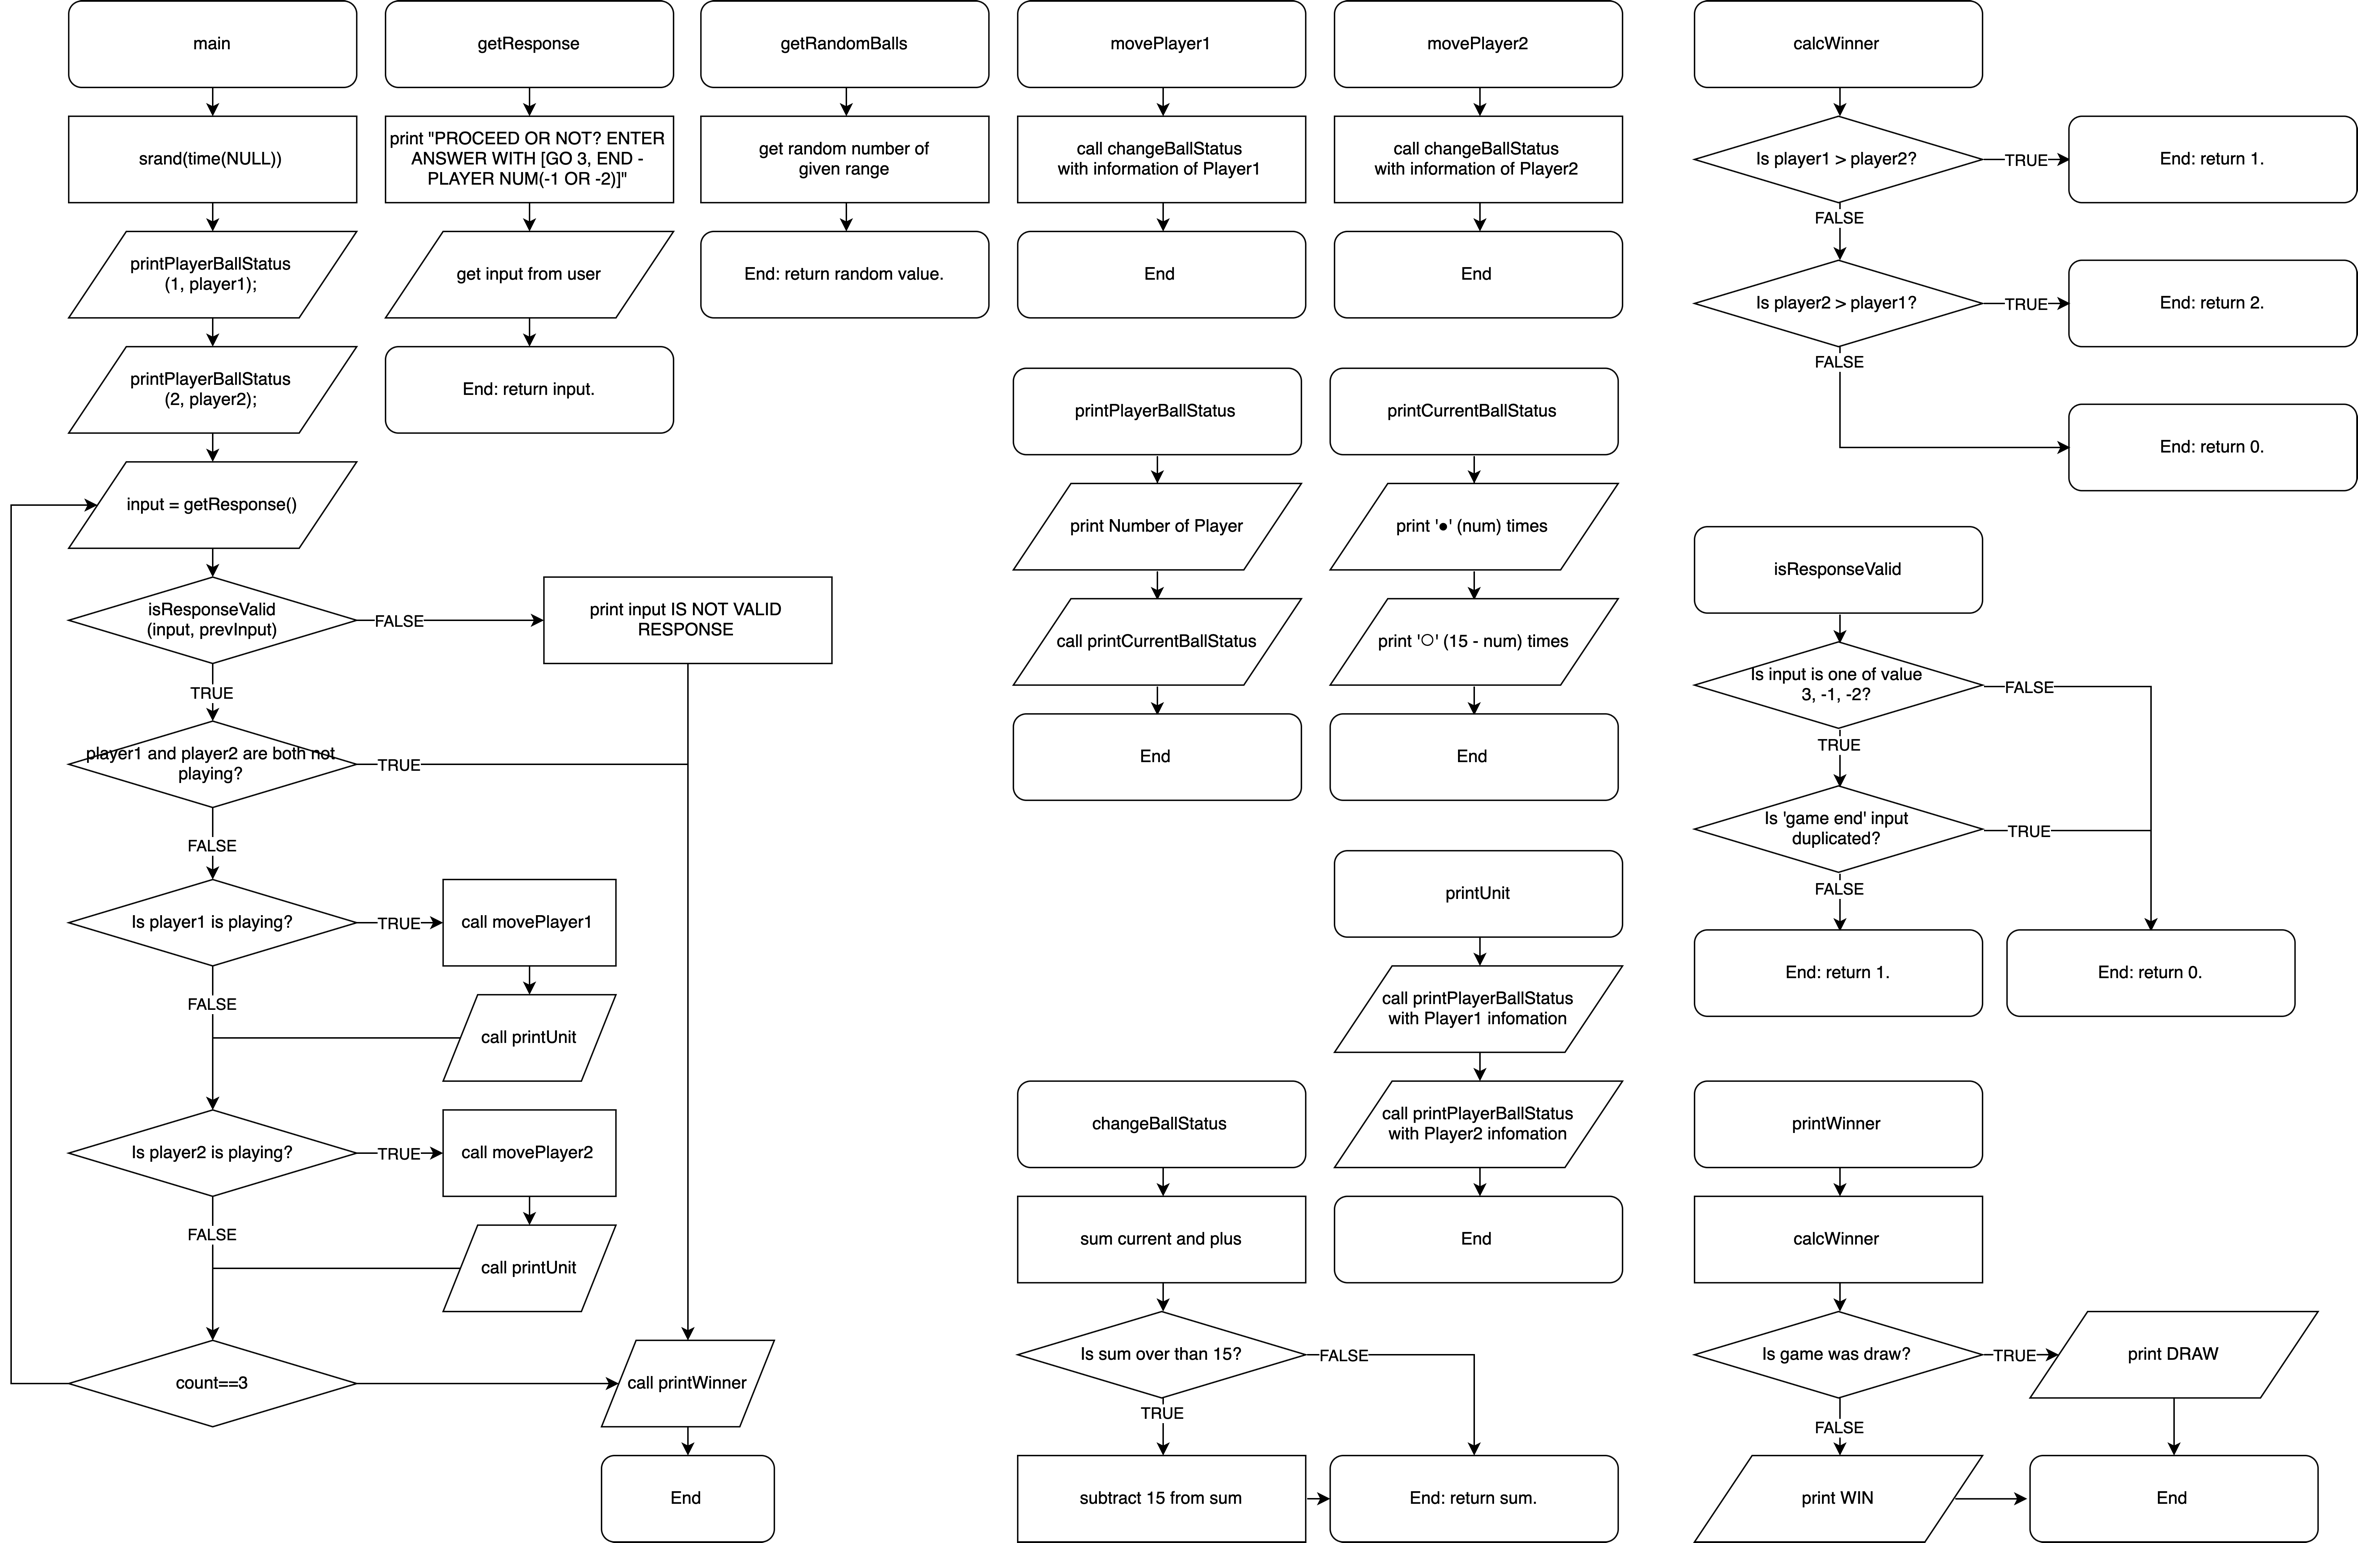 main
srand(time(NULL))
printPlayerBallStatus
(1, player1);
printPlayerBallStatus
(2, player2);
input = getResponse()
isResponseValid
(input, prevInput)
FALSE
print input IS NOT VALID
RESPONSE
TRUE
player1 and player2 are both not
playing?
TRUE
FALSE
Is player1 is playing?
TRUE
call movePlayer1
FALSE
call printUnit
Is player2 is playing?
TRUE
call movePlayer2
FALSE
call printUnit
count==3
call printWinner
End
getResponse
print "PROCEED OR NOT? ENTER
ANSWER WITH [GO 3, END -
PLAYER NUM(-1 OR -2)]"
get input from user
End: return input.
getRandomBalls
get random number of
given range
End: return random value.
movePlayer1
call changeBallStatus
with information of Player1
End
movePlayer2
call changeBallStatus
with information of Player2
End
printPlayerBallStatus
print Number of Player
call printCurrentBallStatus
End
printCurrentBallStatus
print '●' (num) times
print '○' (15 - num) times
End
printUnit
call printPlayerBallStatus
with Player1 infomation
call printPlayerBallStatus
with Player2 infomation
End
changeBallStatus
sum current and plus
Is sum over than 15?
FALSE
TRUE
subtract 15 from sum
End: return sum.
calcWinner
Is player1 > player2?
TRUE
End: return 1.
FALSE
Is player2 > player1?
TRUE
End: return 2.
FALSE
End: return 0.
isResponseValid
Is input is one of value
3, -1, -2?
FALSE
TRUE
Is 'game end' input
duplicated?
TRUE
FALSE
End: return 1.
End: return 0.
printWinner
calcWinner
Is game was draw?
TRUE
print DRAW
FALSE
print WIN
End